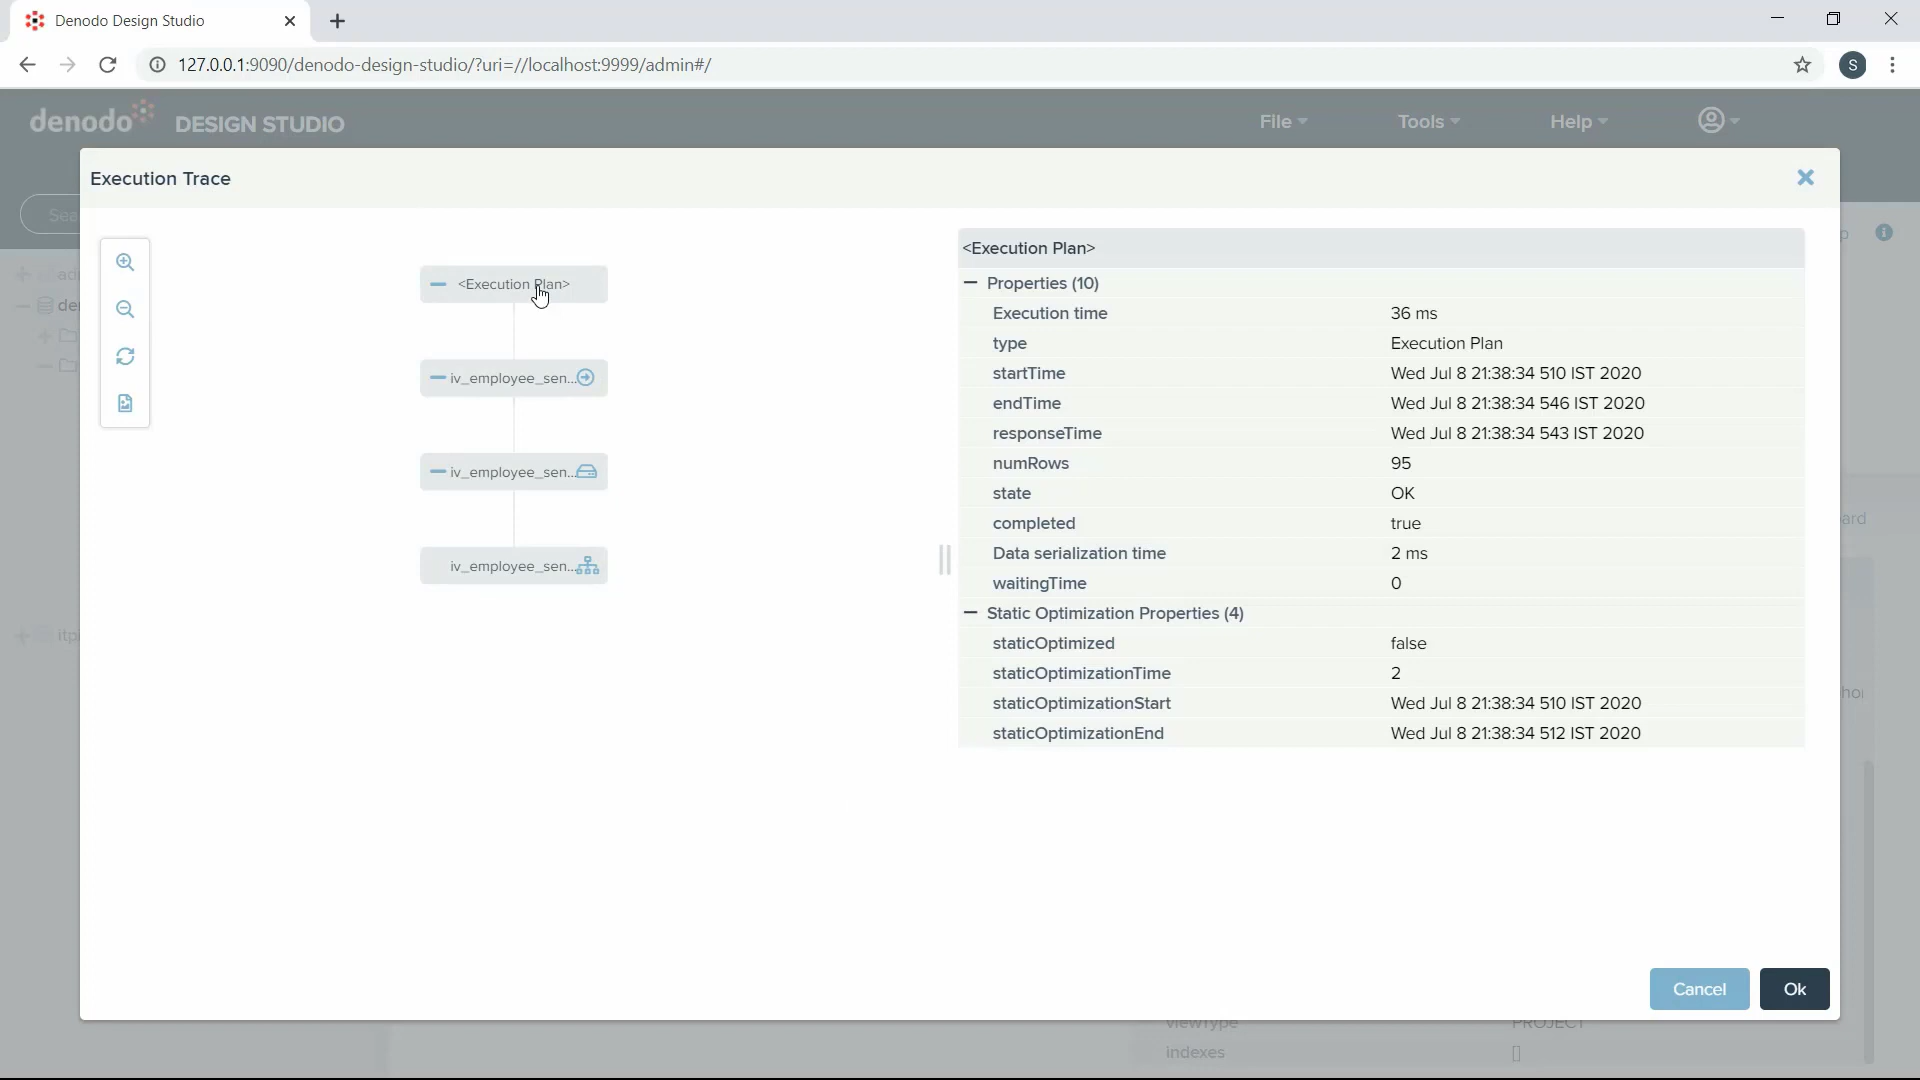 Denodo Design Studio
127.0.0.1:9090/denodo-design-studio/?uri=//localhost:9999/admin#/
denodo DESIGN STUDIO
File
Tools
Help
S
Execution Trace
Sea
<Execution Plan>
iv_employee_sen...
iv_employee_sen...
iv_employee_sen...
<Execution Plan>
Properties (10)
Execution time 36 ms
type Execution Plan
startTime Wed Jul 8 21:38:34 510 IST 2020
endTime Wed Jul 8 21:38:34 546 IST 2020
responseTime Wed Jul 8 21:38:34 543 IST 2020
numRows 95
state OK
completed true
Data serialization time 2 ms
waitingTime 0
Static Optimization Properties (4)
staticOptimized false
staticOptimizationTime 2
staticOptimizationStart Wed Jul 8 21:38:34 510 IST 2020
staticOptimizationEnd Wed Jul 8 21:38:34 512 IST 2020
Cancel
Ok
viewType PROJECT
indexes []